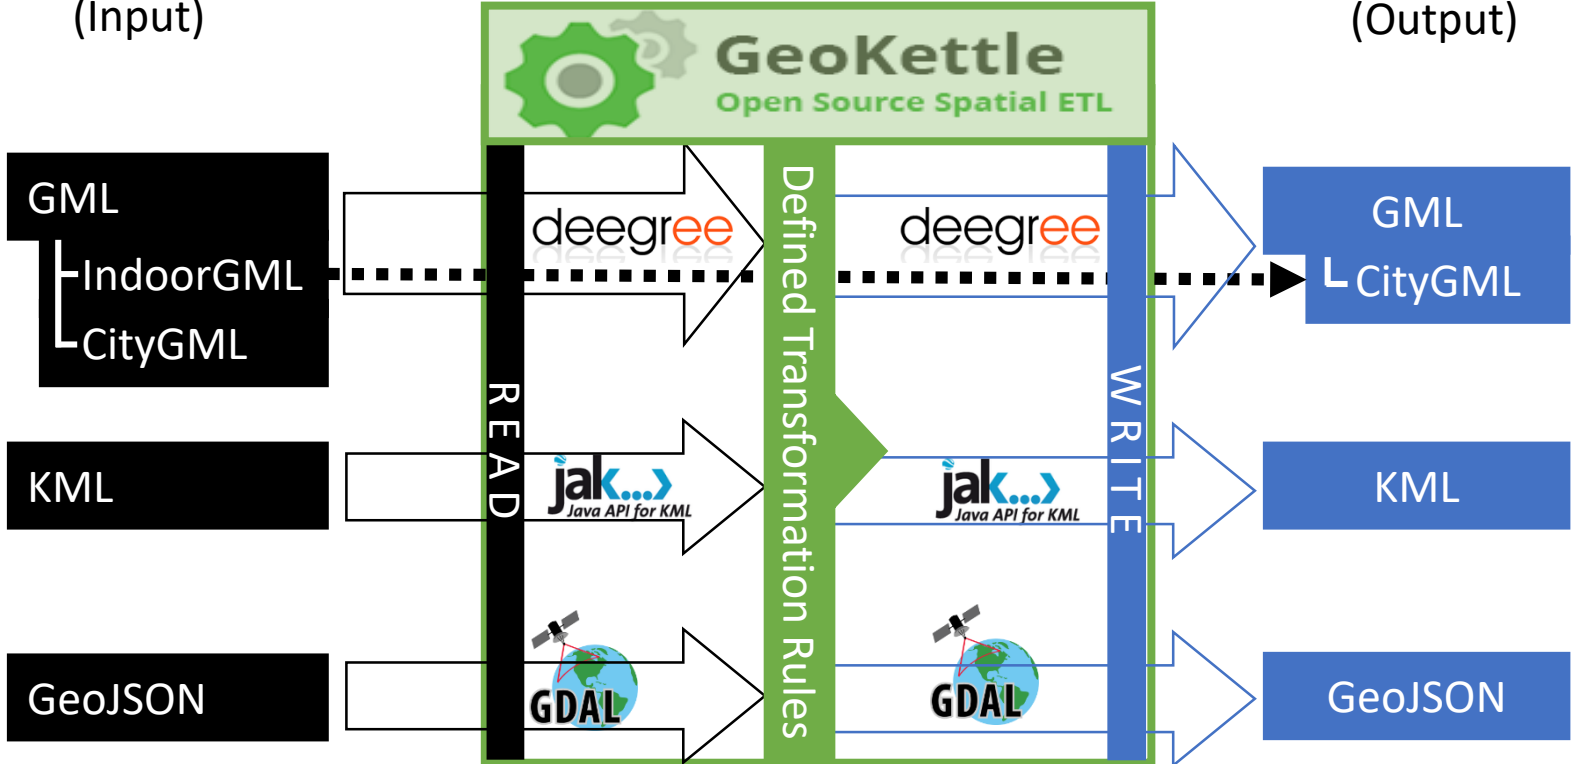 (Input)
(Output)
GeoKettle
Open Source Spatial ETL
GML
IndoorGML
CityGML
KML
GeoJSON
READ
deegree
jak...>
Java API for KML
GDAL
Defined Transformation Rules
deegree
jak...>
Java API for KML
GDAL
WRITE
GML
CityGML
KML
GeoJSON